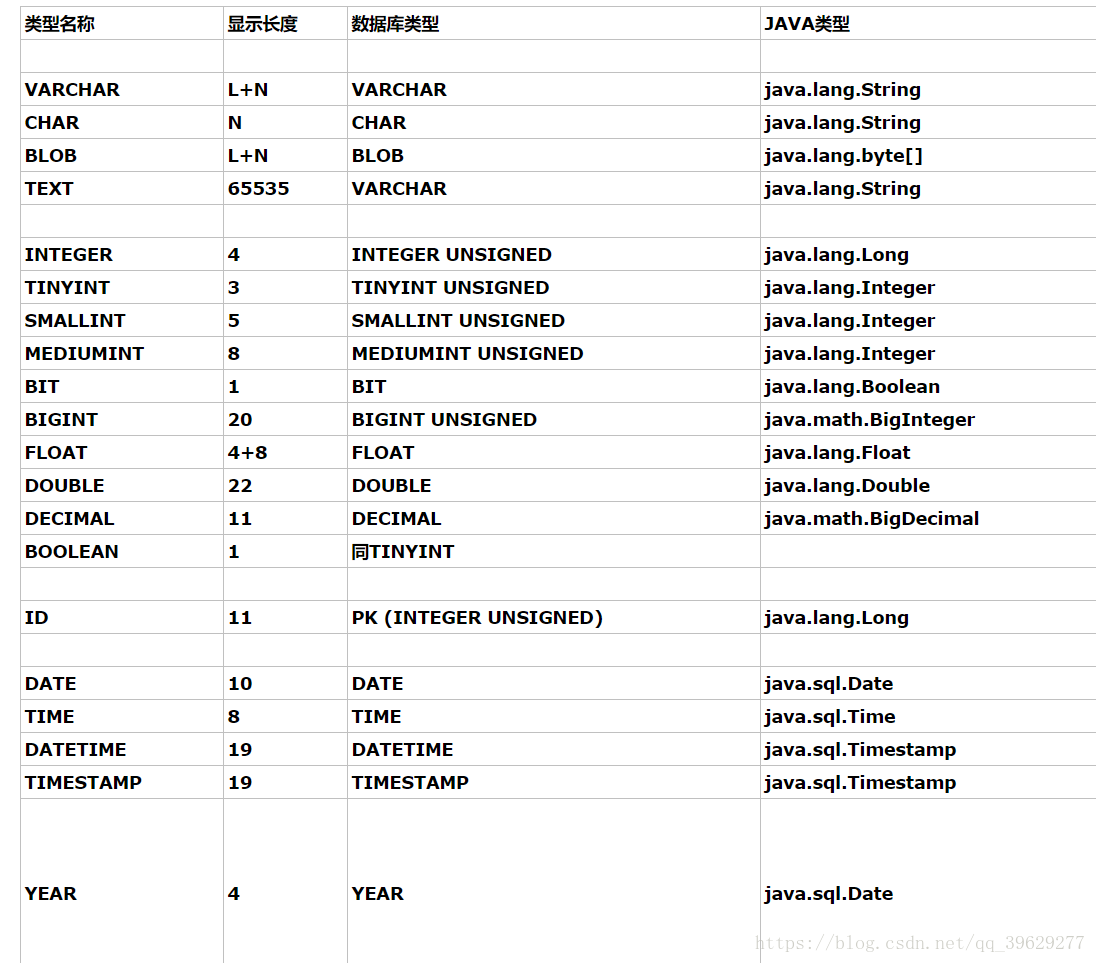 类型名称 显示长度 数据库类型 JAVA类型
VARCHAR L+N VARCHAR java.lang.String
CHAR N CHAR java.lang.String
BLOB L+N BLOB java.lang.byte[]
TEXT 65535 VARCHAR java.lang.String
INTEGER 4 INTEGER UNSIGNED java.lang.Long
TINYINT 3 TINYINT UNSIGNED java.lang.Integer
SMALLINT 5 SMALLINT UNSIGNED java.lang.Integer
MEDIUMINT 8 MEDIUMINT UNSIGNED java.lang.Integer
BIT 1 BIT java.lang.Boolean
BIGINT 20 BIGINT UNSIGNED java.math.BigInteger
FLOAT 4+8 FLOAT java.lang.Float
DOUBLE 22 DOUBLE java.lang.Double
DECIMAL 11 DECIMAL java.math.BigDecimal
BOOLEAN 1 同TINYINT
ID 11 PK (INTEGER UNSIGNED) java.lang.Long
DATE 10 DATE java.sql.Date
TIME 8 TIME java.sql.Time
DATETIME 19 DATETIME java.sql.Timestamp
TIMESTAMP 19 TIMESTAMP java.sql.Timestamp
YEAR 4 YEAR java.sql.Date
https://blog.csdn.net/qq_39629277